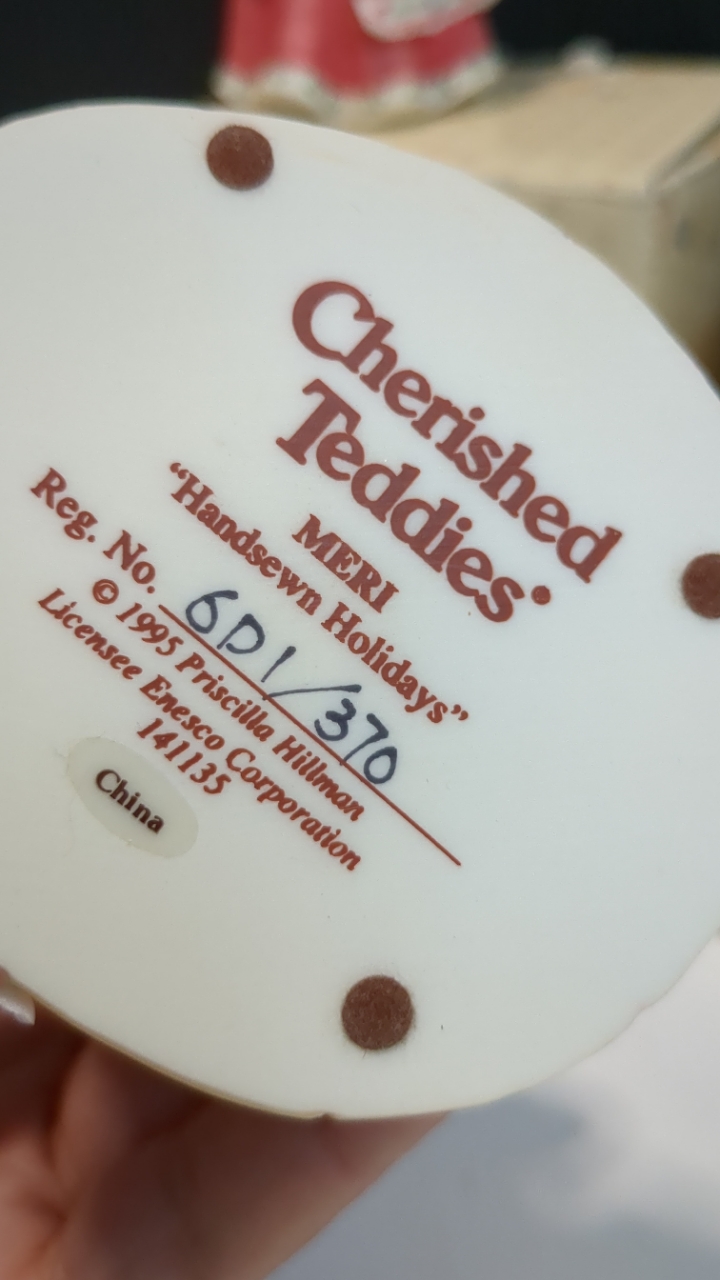 Cherished
Teddies®
MERI
“Handsewn Holidays”
Reg. No. 6D1/370
© 1995 Priscilla Hillman
Licensee Enesco Corporation
141135
China